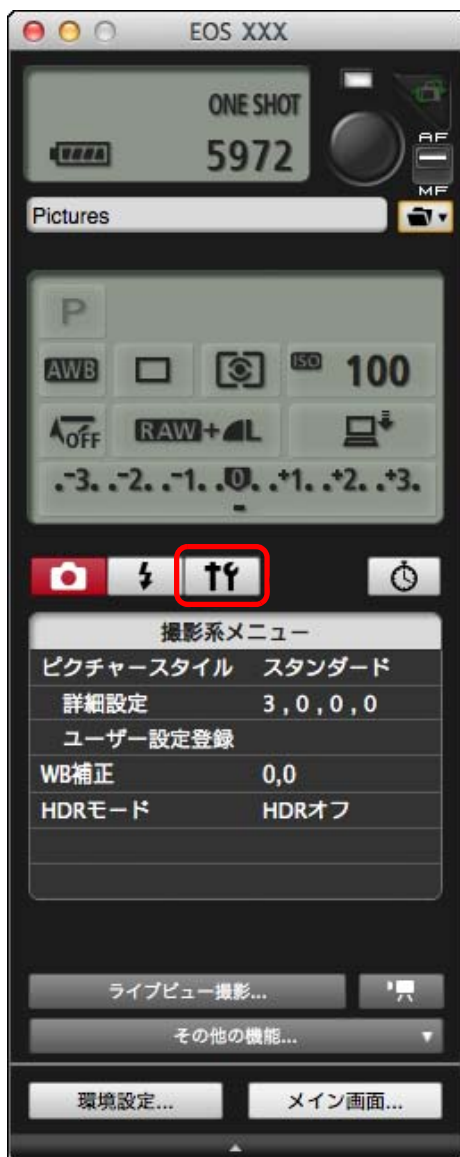 EOS XXX
ONE SHOT
5972
AF
MF
Pictures
P
AWB
ISO 100
OFF RAW+L
.-3. .-2. .-1. .0. .+1. .+2. .+3.
撮影系メニュー
ピクチャースタイル スタンダード
詳細設定 3,0,0,0
ユーザー設定登録
WB補正 0,0
HDRモード HDRオフ
ライブビュー撮影...
その他の機能...
環境設定... メイン画面...